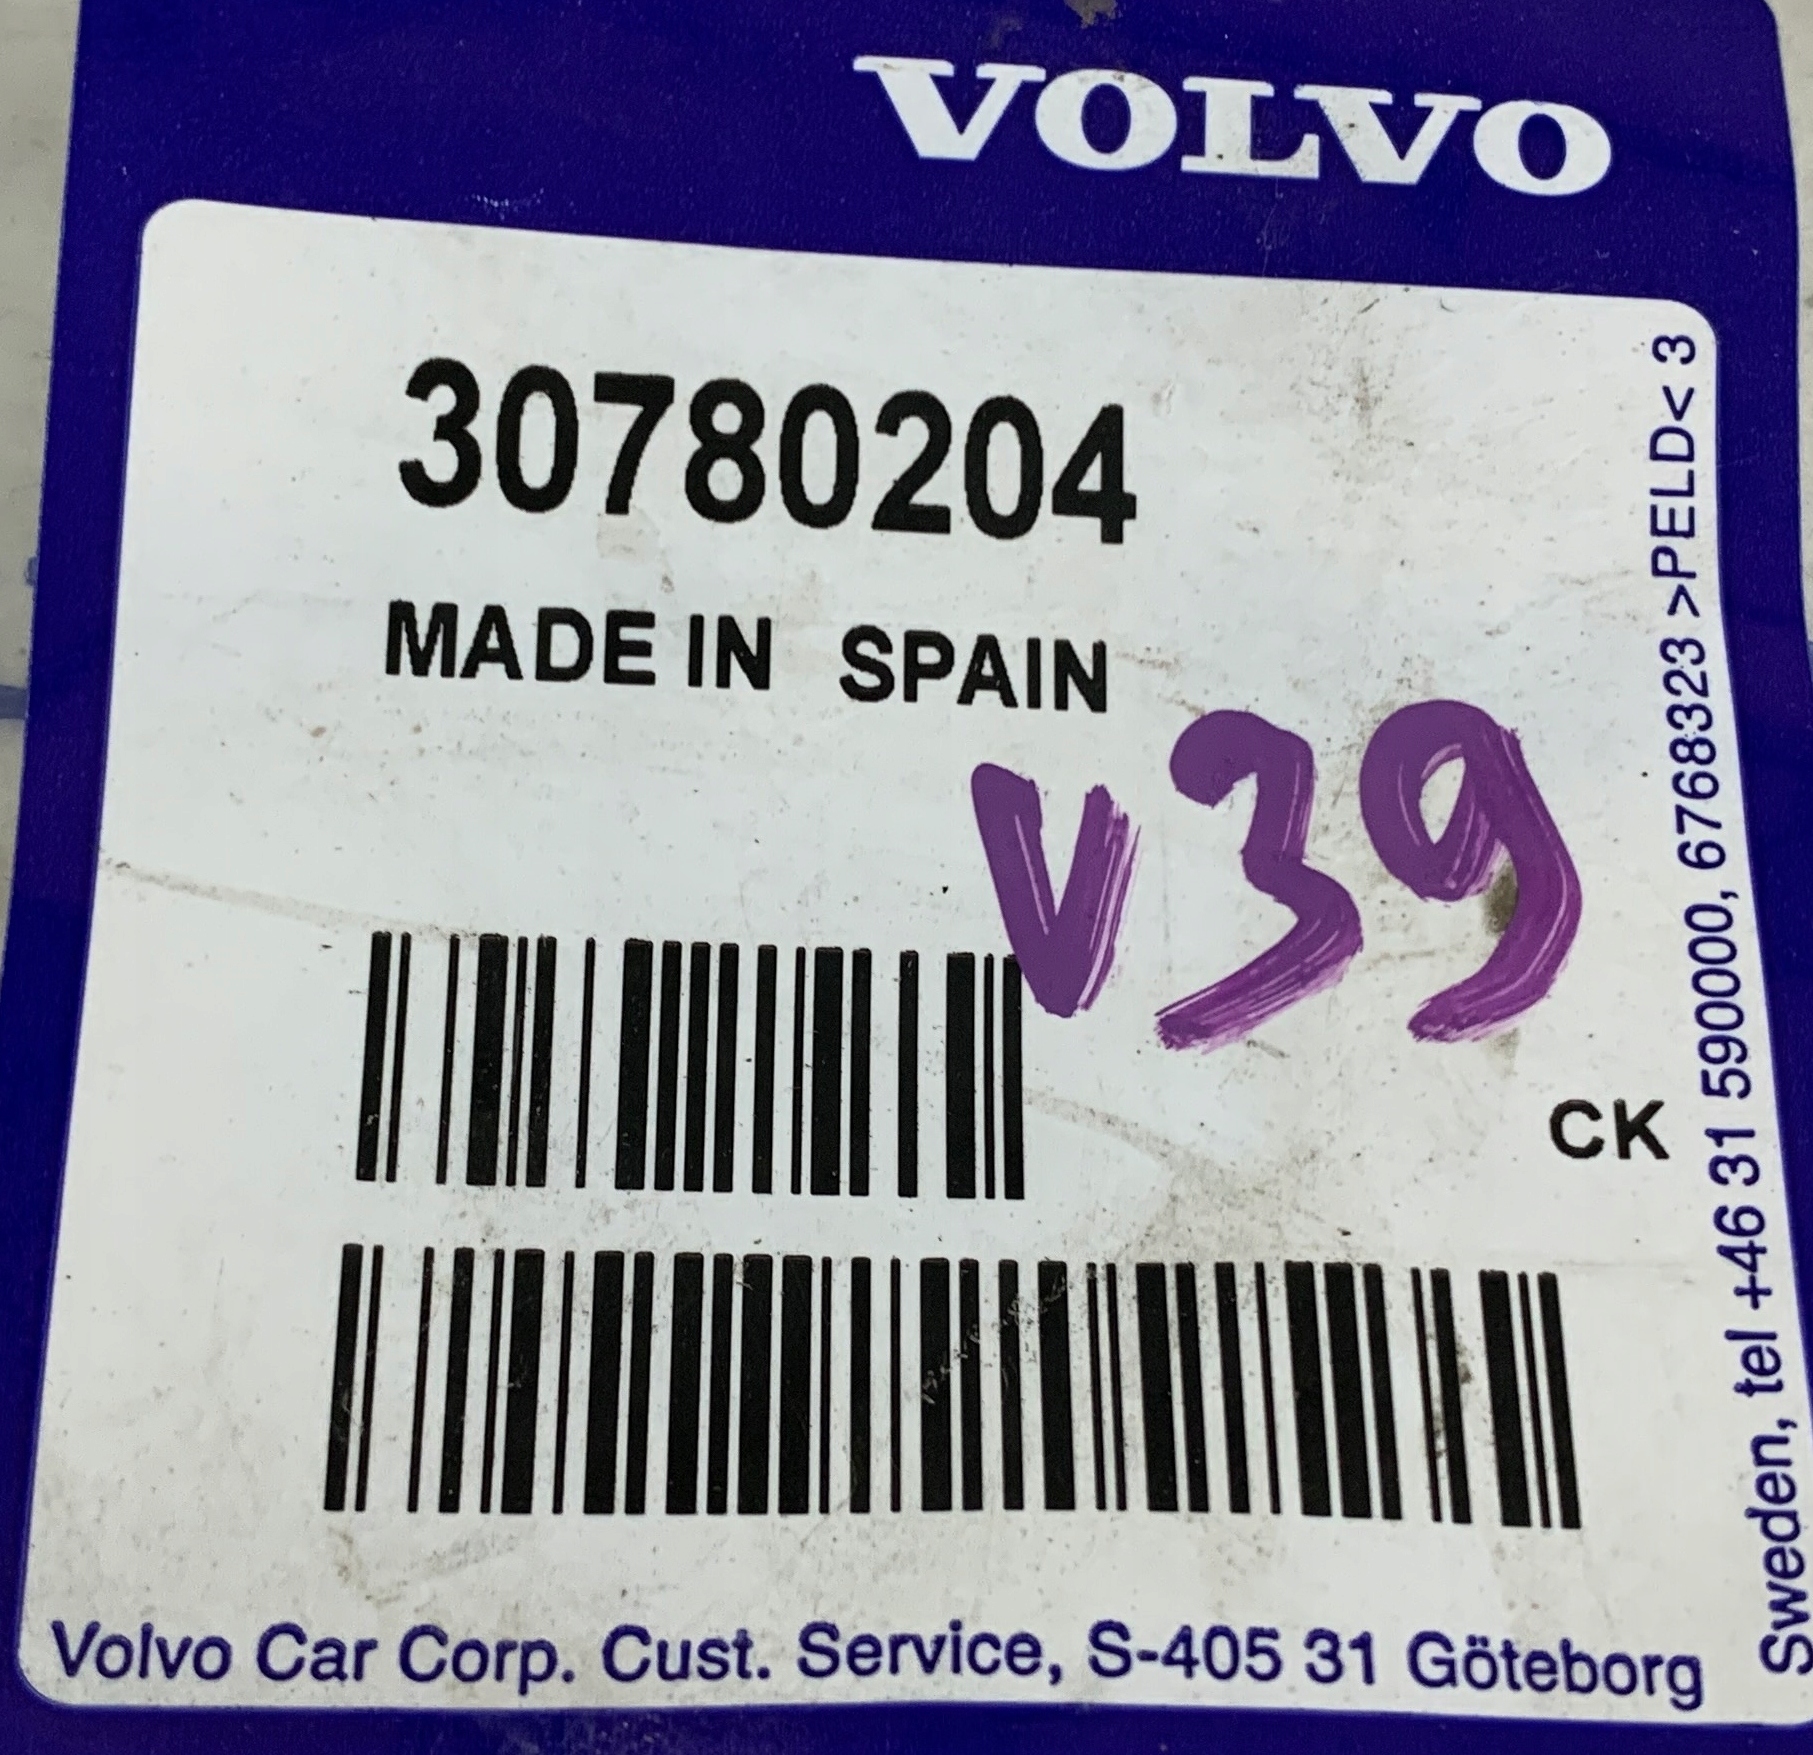 VOLVO
30780204
MADE IN SPAIN
V39
CK
Volvo Car Corp. Cust. Service, S-405 31 Göteborg
Sweden, tel +46 31 590000, 6768323 >PELD< 3